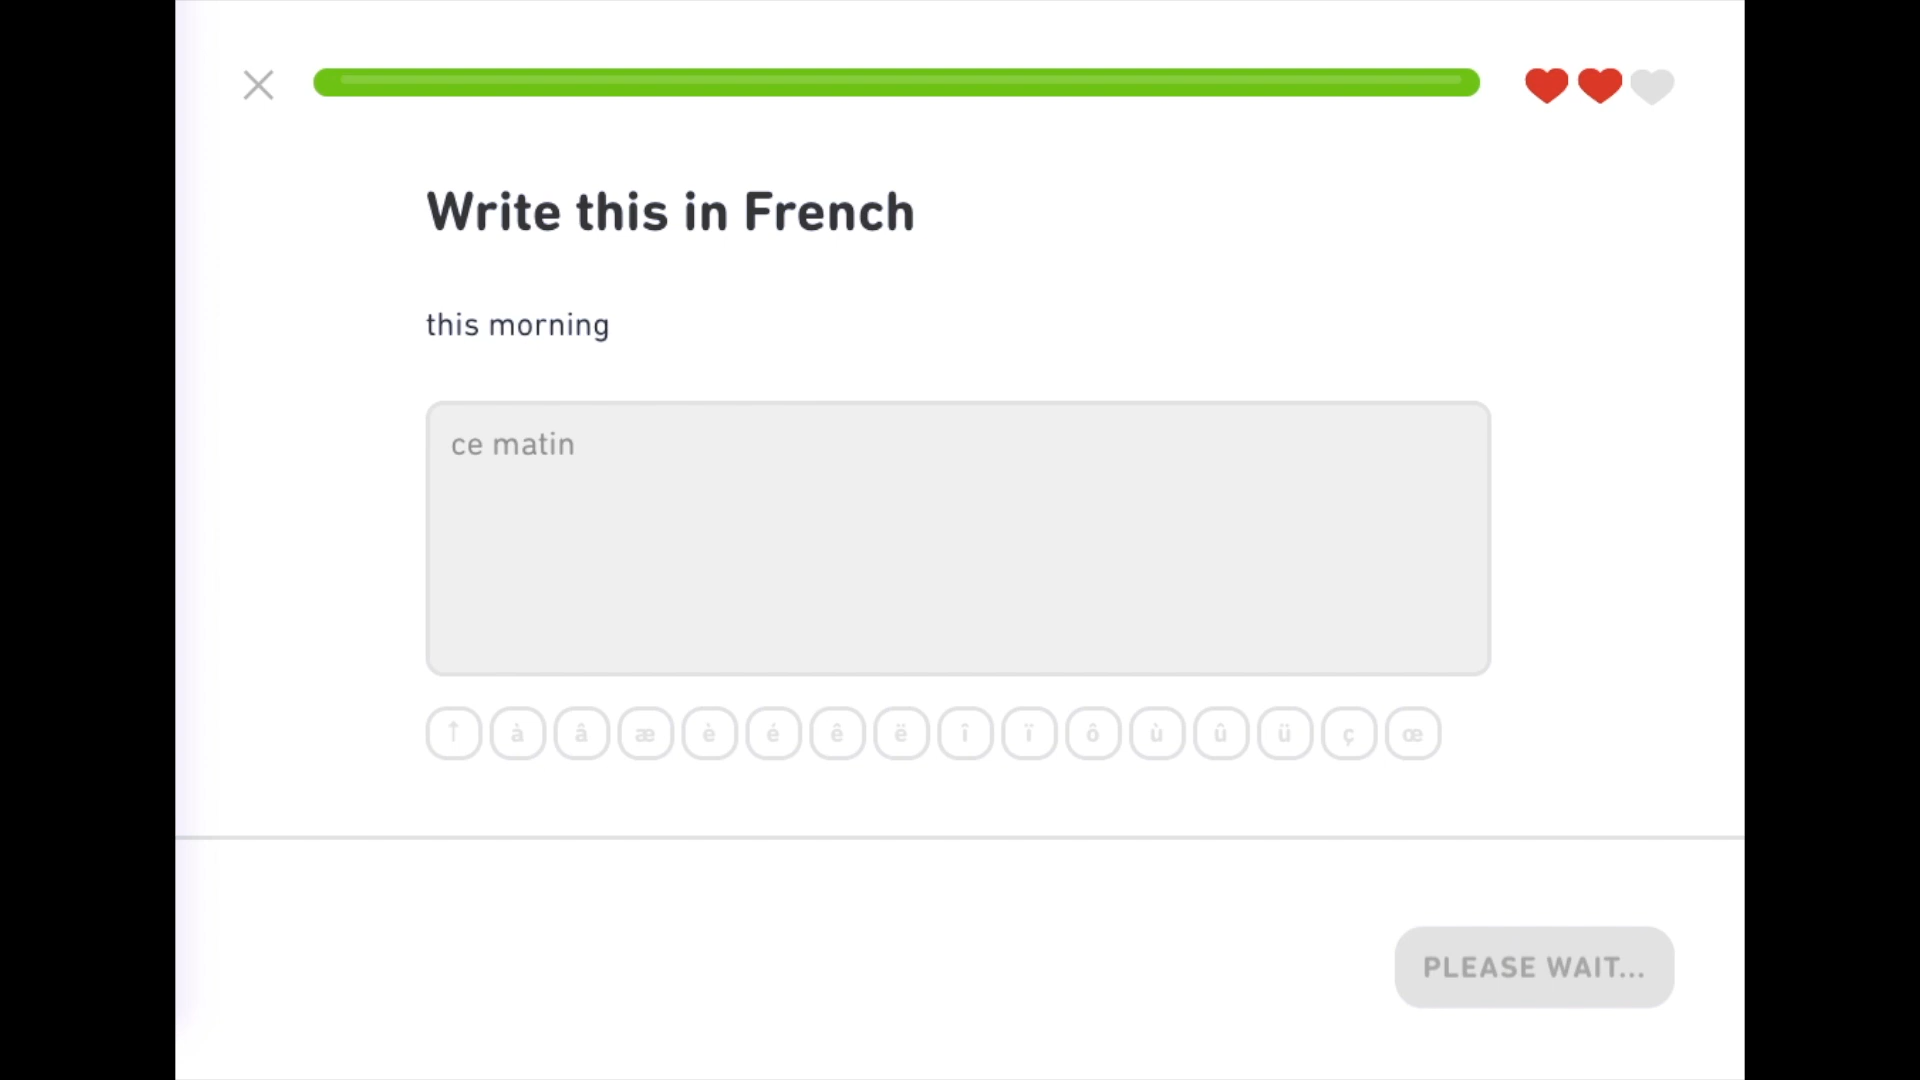 Write this in French
this morning
ce matin
↑ à â æ è é ê ë î ï ô ù û ü ç œ
PLEASE WAIT...